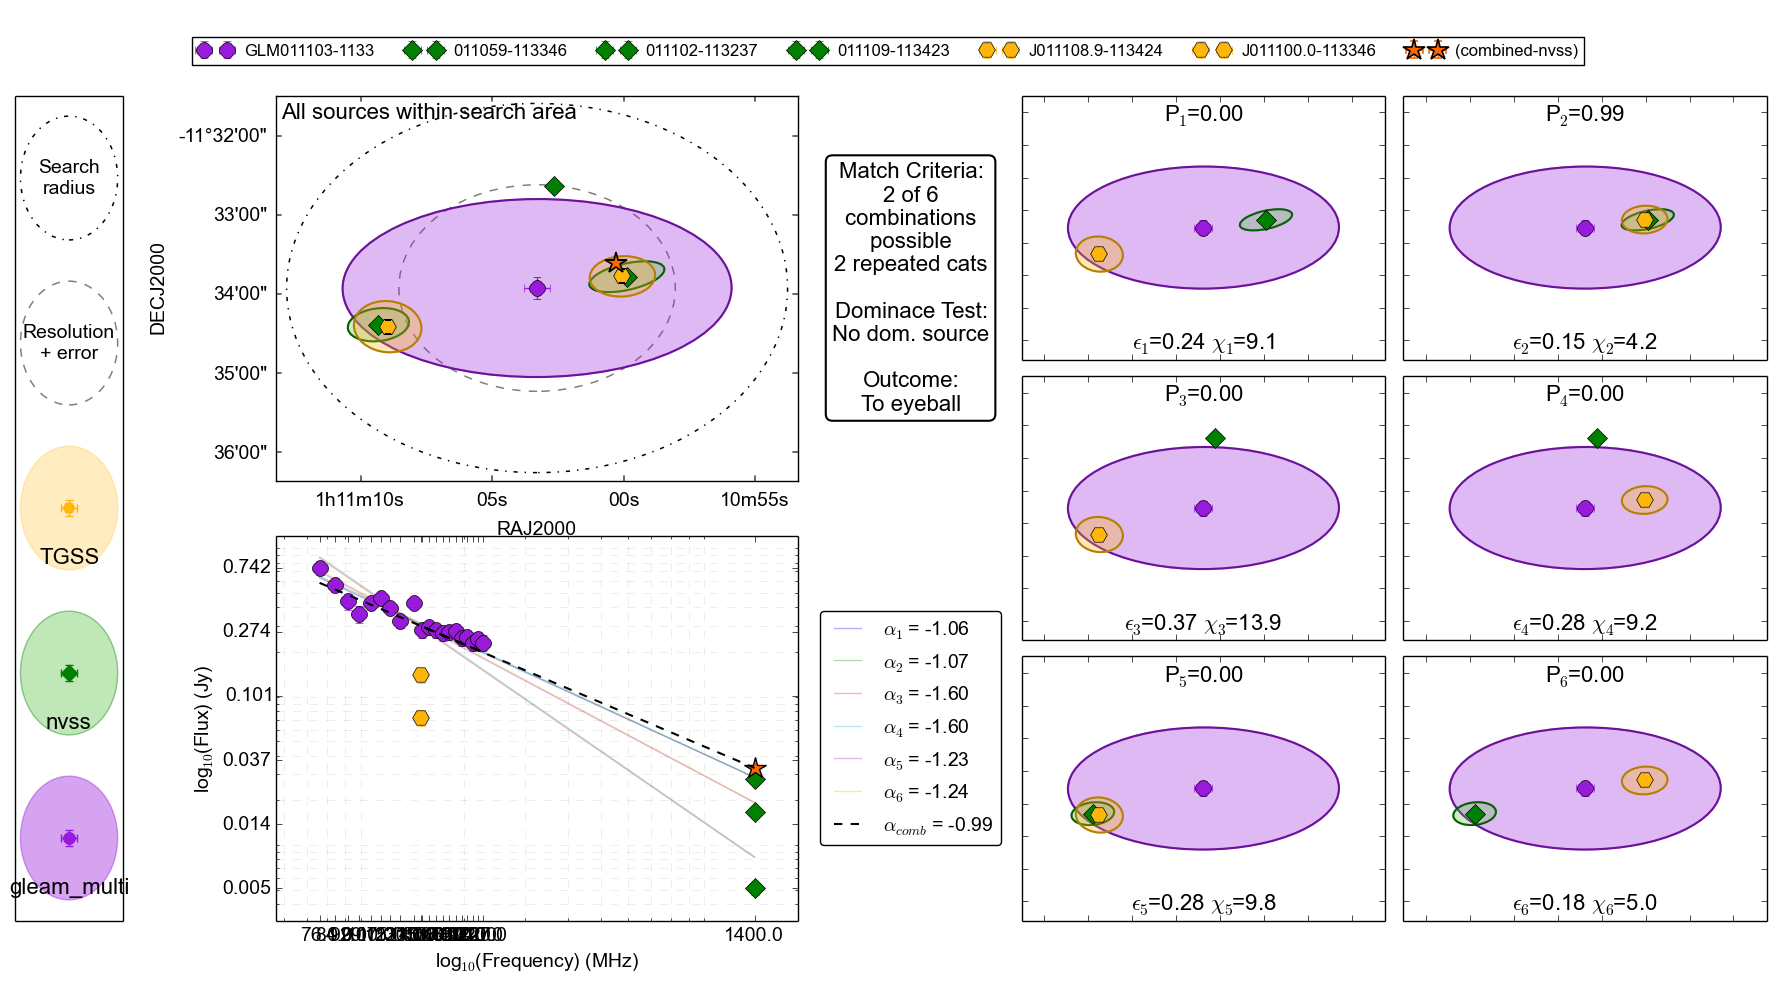 GLM011103-1133 011059-113346 011102-113237 011109-113423 J011108.9-113424 J011100.0-113346 (combined-nvss)
Search
radius
Resolution
+ error
TGSS
nvss
gleam_multi
All sources within search area
DECJ2000
-11°32'00"
33'00"
34'00"
35'00"
36'00"
1h11m10s 05s 00s 10m55s
RAJ2000
Match Criteria:
2 of 6
combinations
possible
2 repeated cats
Dominace Test:
No dom. source
Outcome:
To eyeball
log10(Flux) (Jy)
0.742
0.274
0.101
0.037
0.014
0.005
1400.0
log10(Frequency) (MHz)
α1 = -1.06
α2 = -1.07
α3 = -1.60
α4 = -1.60
α5 = -1.23
α6 = -1.24
αcomb = -0.99
P1=0.00
ϵ1=0.24 χ1=9.1
P2=0.99
ϵ2=0.15 χ2=4.2
P3=0.00
ϵ3=0.37 χ3=13.9
P4=0.00
ϵ4=0.28 χ4=9.2
P5=0.00
ϵ5=0.28 χ5=9.8
P6=0.00
ϵ6=0.18 χ6=5.0